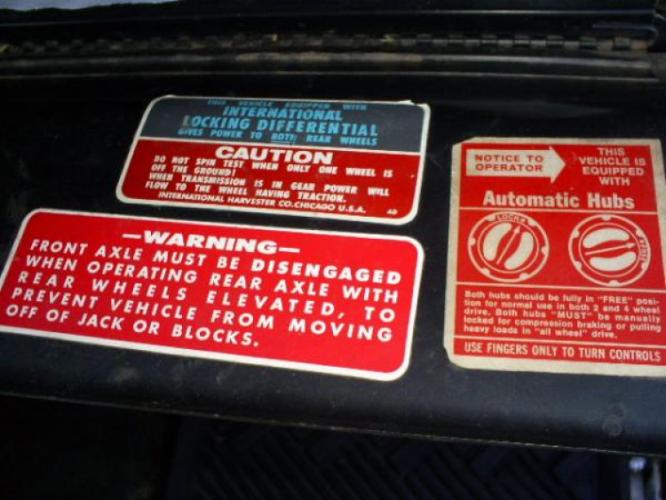 THIS VEHICLE EQUIPPED WITH
INTERNATIONAL
LOCKING DIFFERENTIAL
GIVES POWER TO BOTH REAR WHEELS
CAUTION
DO NOT SPIN TEST WHEN ONLY ONE WHEEL IS
OFF THE GROUND!
WHEN TRANSMISSION IS IN GEAR POWER WILL
FLOW TO THE WHEEL HAVING TRACTION.
INTERNATIONAL HARVESTER CO. CHICAGO U.S.A.
—WARNING—
FRONT AXLE MUST BE DISENGAGED
WHEN OPERATING REAR AXLE WITH
REAR WHEELS ELEVATED, TO
PREVENT VEHICLE FROM MOVING
OFF OF JACK OR BLOCKS.
NOTICE TO
OPERATOR
THIS
VEHICLE IS
EQUIPPED
WITH
Automatic Hubs
LOCK
Both hubs should be fully in "FREE" posi-
tion for normal use in both 2 and 4 wheel
drive. Both hubs "MUST" be manually
locked for compression braking or pulling
heavy loads in "all wheel" drive.
USE FINGERS ONLY TO TURN CONTROLS